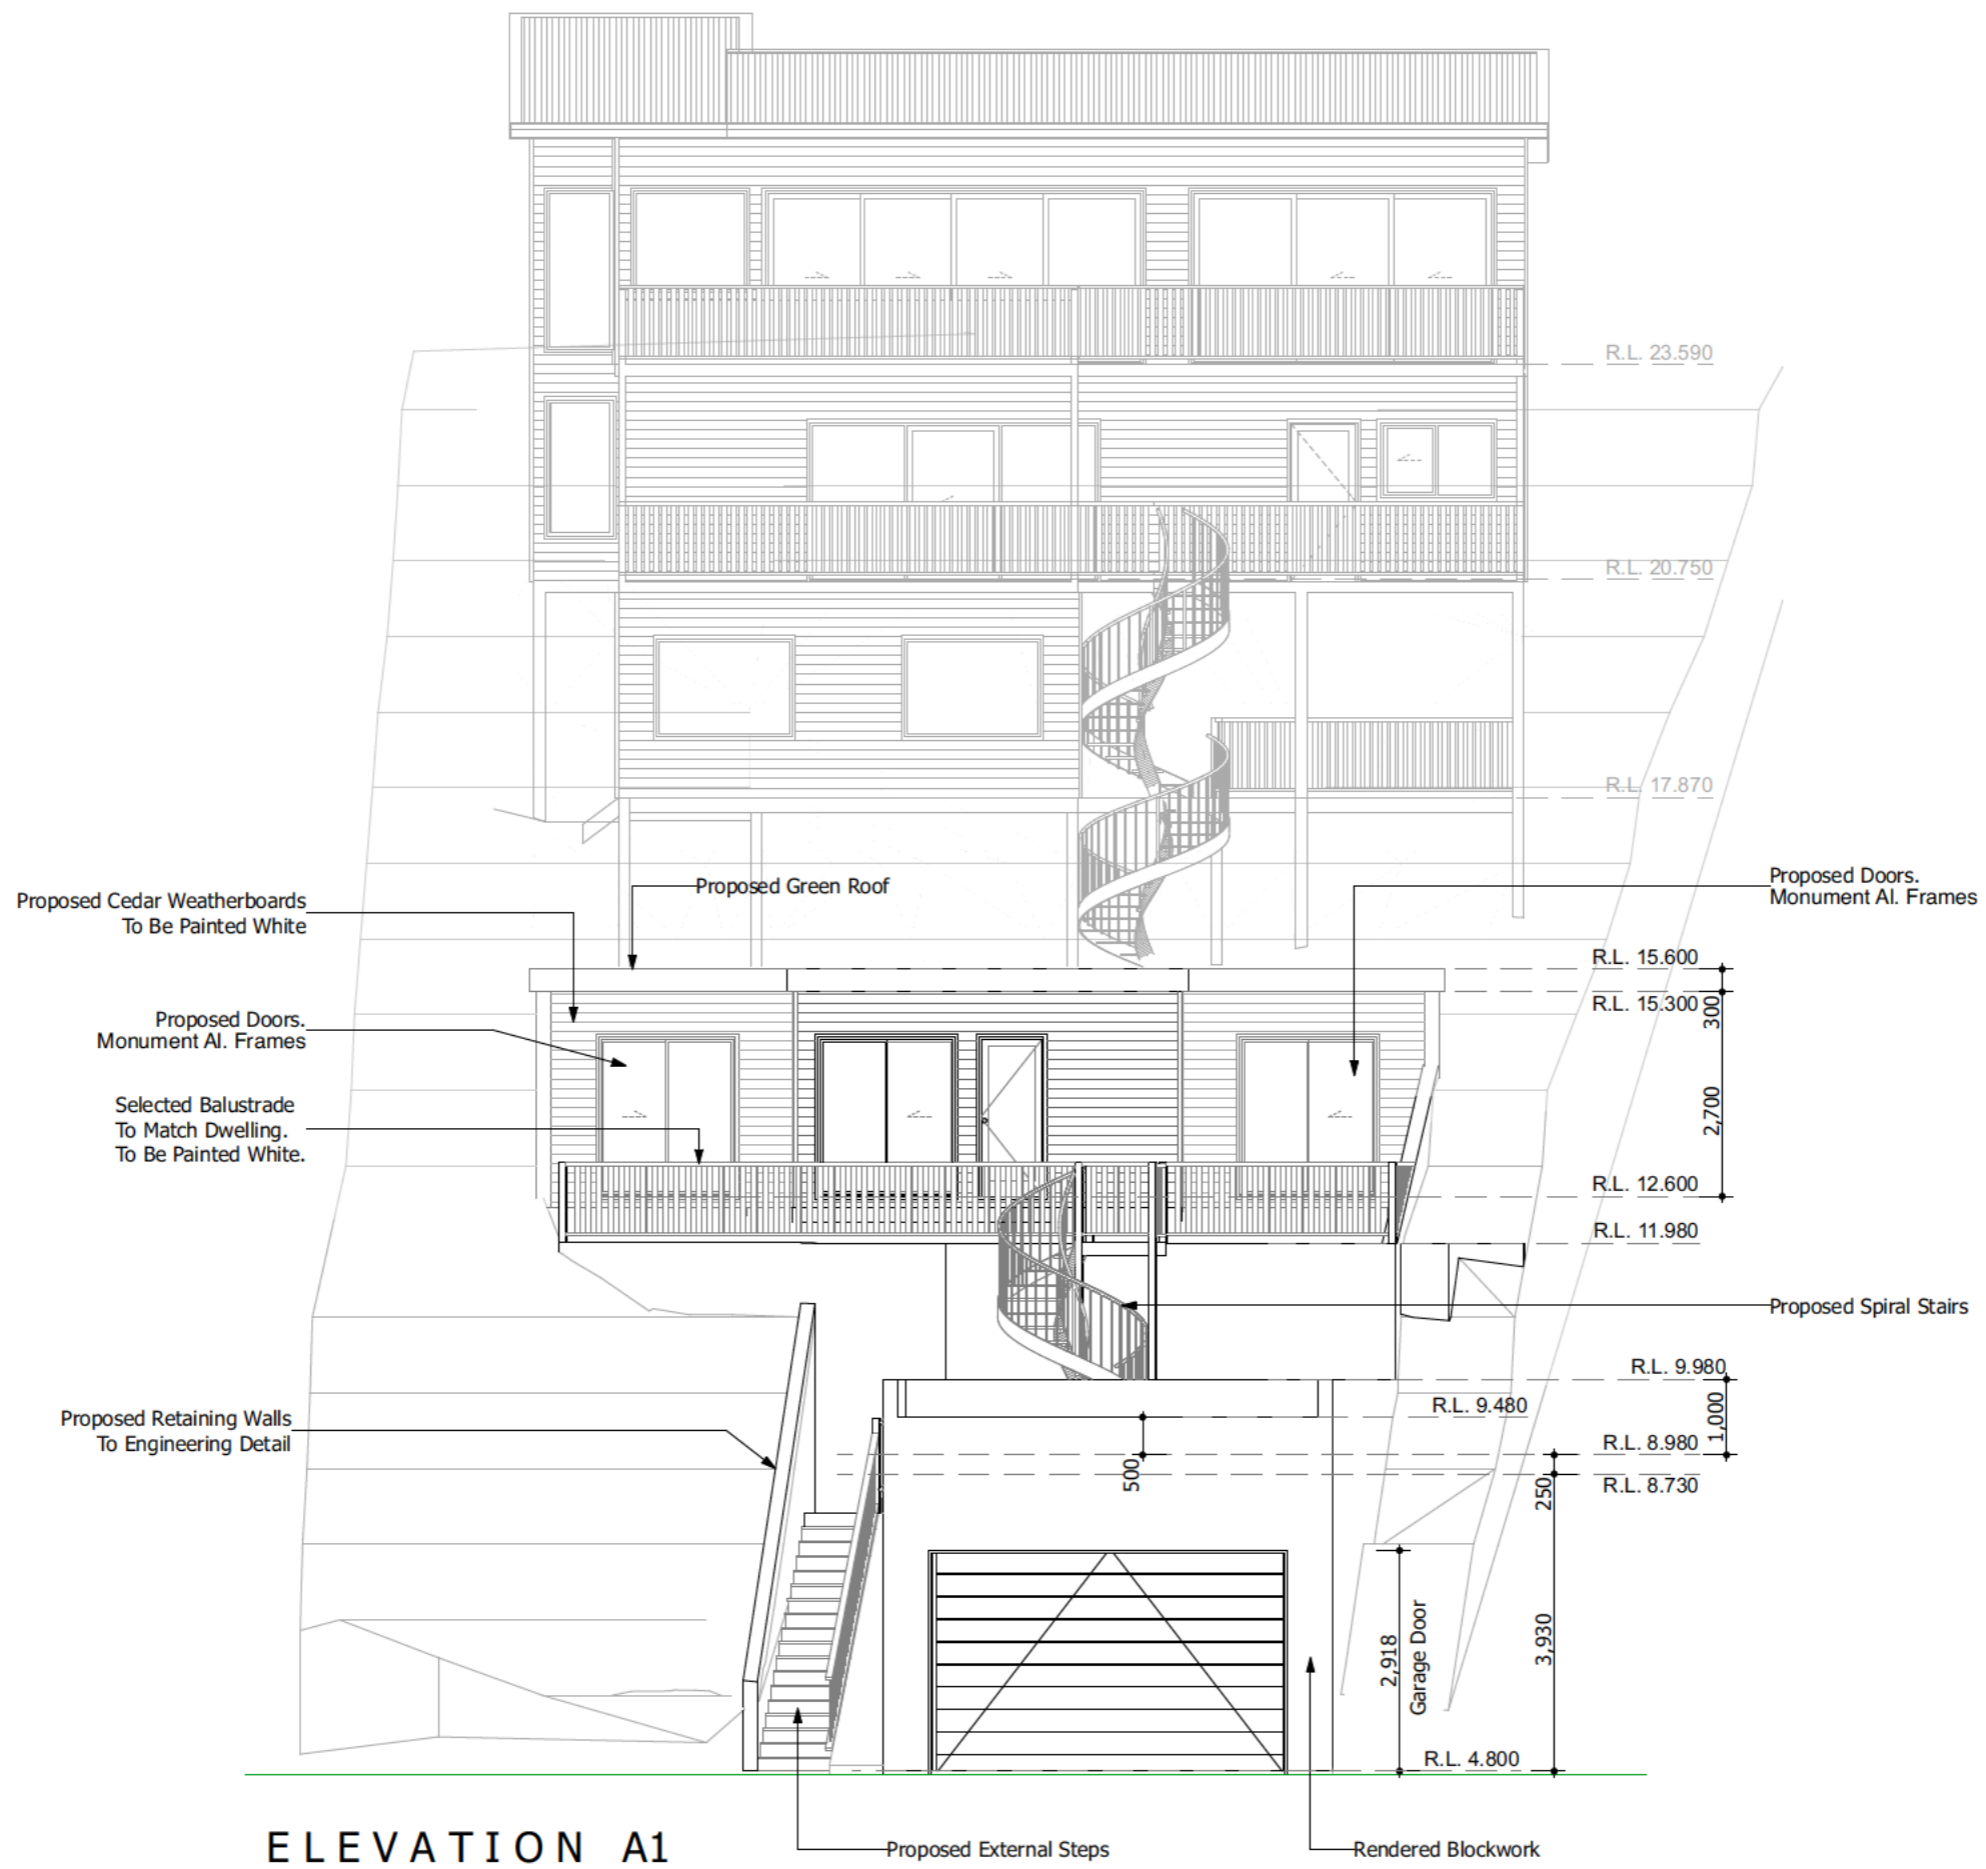 R.L. 23.590
R.L. 20.750
R.L. 17.870
Proposed Green Roof
Proposed Doors.
Monument Al. Frames
Proposed Cedar Weatherboards
To Be Painted White
R.L. 15.600
R.L. 15.300
300
Proposed Doors.
Monument Al. Frames
Selected Balustrade
To Match Dwelling.
To Be Painted White.
2,700
R.L. 12.600
R.L. 11.980
Proposed Spiral Stairs
R.L. 9.980
R.L. 9.480
1,000
Proposed Retaining Walls
To Engineering Detail
R.L. 8.980
500
250
R.L. 8.730
2,918
Garage Door
3,930
R.L. 4.800
ELEVATION A1
Proposed External Steps
Rendered Blockwork